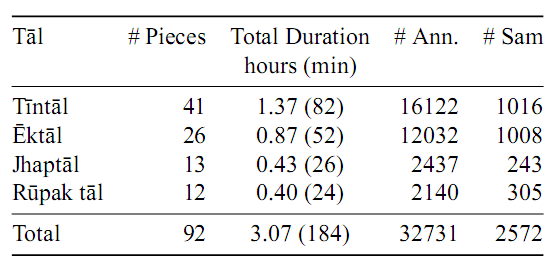 Tāl # Pieces Total Duration # Ann. # Sam
hours (min)
Tīntāl 41 1.37 (82) 16122 1016
Ēktāl 26 0.87 (52) 12032 1008
Jhaptāl 13 0.43 (26) 2437 243
Rūpak tāl 12 0.40 (24) 2140 305
Total 92 3.07 (184) 32731 2572